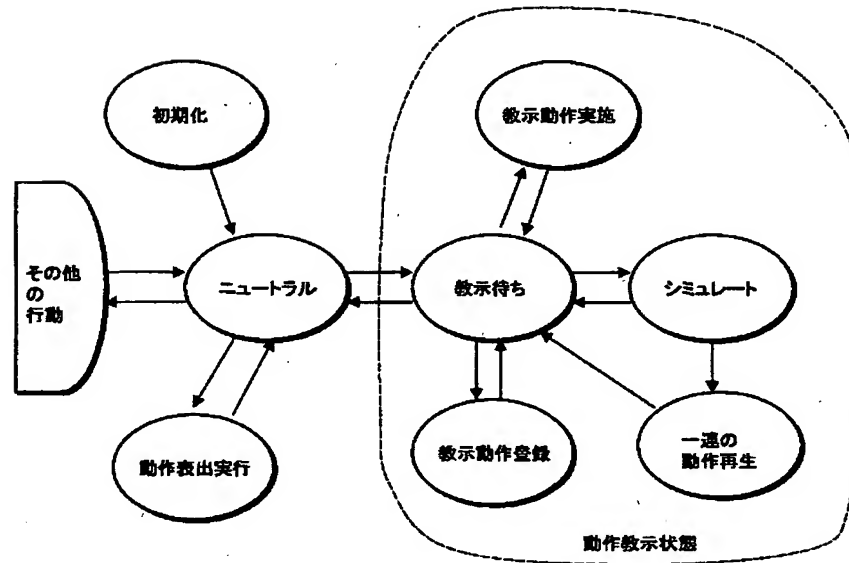 初期化
教示動作実施
その他
の
行動
ニュートラル
教示待ち
シミュレート
動作表出実行
教示動作登録
一連の
動作再生
動作教示状態